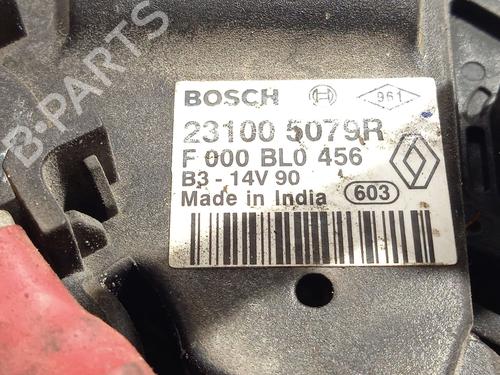 B-PARTS
BOSCH 961
23100 5079R
F 000 BL0 456
B3 - 14V 90
Made in India 603